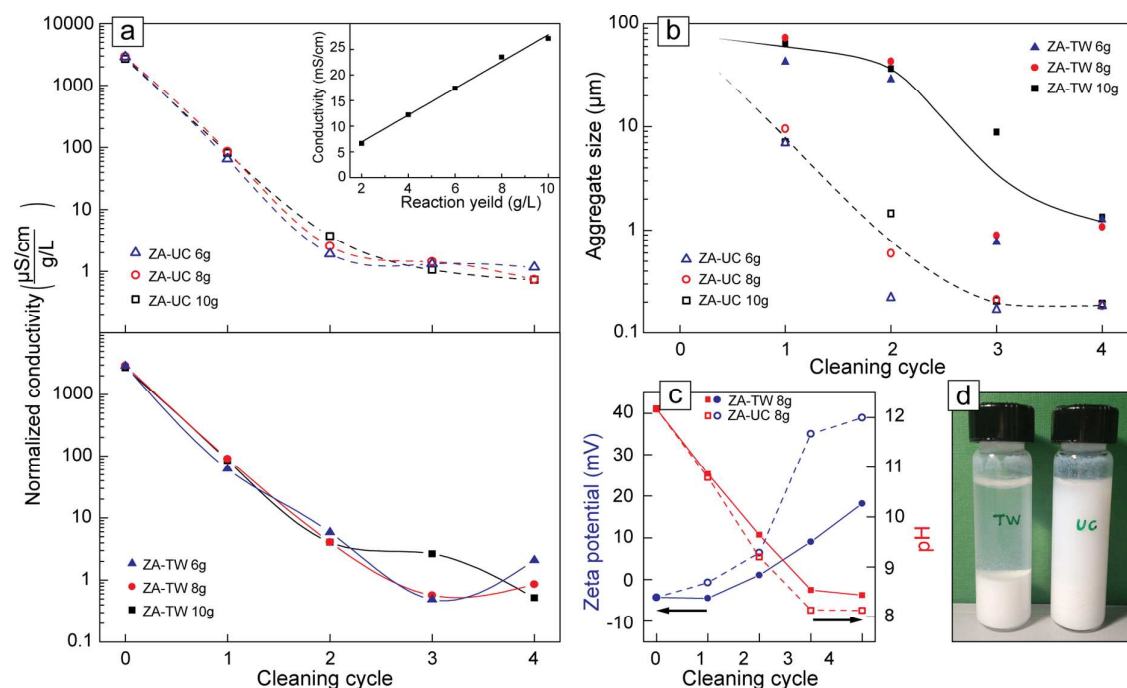 a
10000
1000
100
10
1
Normalized conductivity (μS/cm / g/L)
ZA-UC 6g
ZA-UC 8g
ZA-UC 10g
Conductivity (mS/cm)
25
20
15
10
5
2 4 6 8 10
Reaction yeild (g/L)
1000
100
10
1
0.1
ZA-TW 6g
ZA-TW 8g
ZA-TW 10g
0 1 2 3 4
Cleaning cycle
b
Aggregate size (μm)
100
10
1
0.1
ZA-TW 6g
ZA-TW 8g
ZA-TW 10g
ZA-UC 6g
ZA-UC 8g
ZA-UC 10g
0 1 2 3 4
Cleaning cycle
c
ZA-TW 8g
ZA-UC 8g
Zeta potential (mV)
40
30
20
10
0
-10
12
11
10
9
8
pH
0 1 2 3 4 5
Cleaning cycle
d
TW
UC